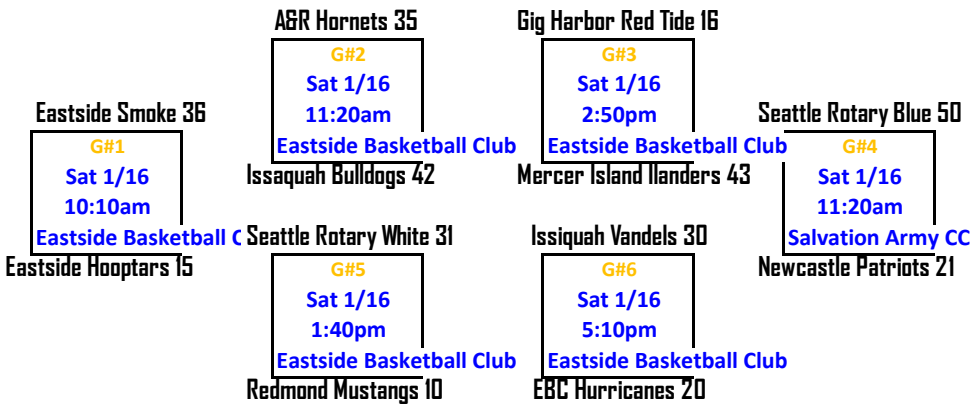 A&R Hornets 35
G#2
Sat 1/16
11:20am
Eastside Basketball Club
Issaquah Bulldogs 42
Gig Harbor Red Tide 16
G#3
Sat 1/16
2:50pm
Eastside Basketball Club
Mercer Island Ilanders 43
Eastside Smoke 36
G#1
Sat 1/16
10:10am
Eastside Basketball C
Eastside Hooptars 15
Seattle Rotary Blue 50
G#4
Sat 1/16
11:20am
Salvation Army CC
Newcastle Patriots 21
Seattle Rotary White 31
G#5
Sat 1/16
1:40pm
Eastside Basketball Club
Redmond Mustangs 10
Issiquah Vandels 30
G#6
Sat 1/16
5:10pm
Eastside Basketball Club
EBC Hurricanes 20